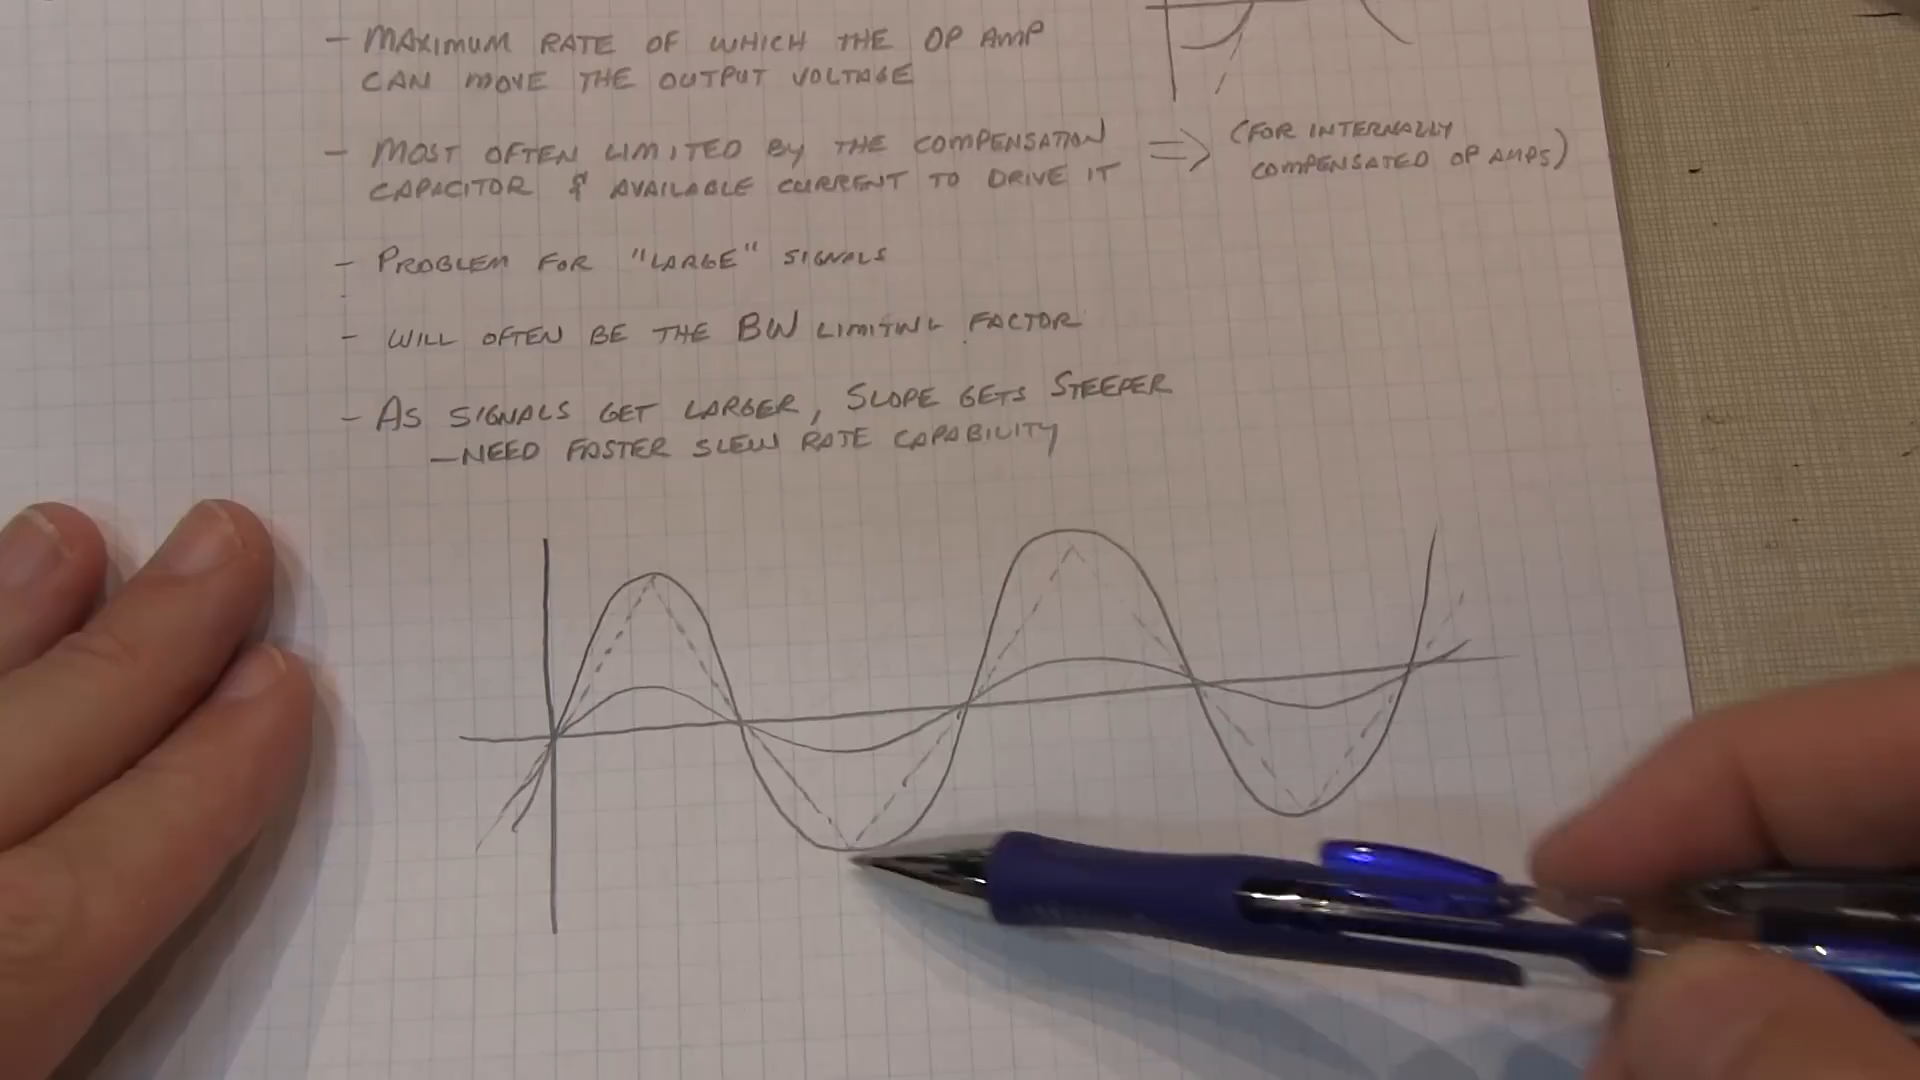 - MAXIMUM RATE OF WHICH THE OP AMP
CAN MOVE THE OUTPUT VOLTAGE
- MOST OFTEN LIMITED BY THE COMPENSATION
CAPACITOR & AVAILABLE CURRENT TO DRIVE IT
=> (FOR INTERNALLY
COMPENSATED OP AMPS)
- PROBLEM FOR "LARGE" SIGNALS
- WILL OFTEN BE THE BW LIMITING FACTOR
- AS SIGNALS GET LARGER, SLOPE GETS STEEPER
- NEED FASTER SLEW RATE CAPABILITY